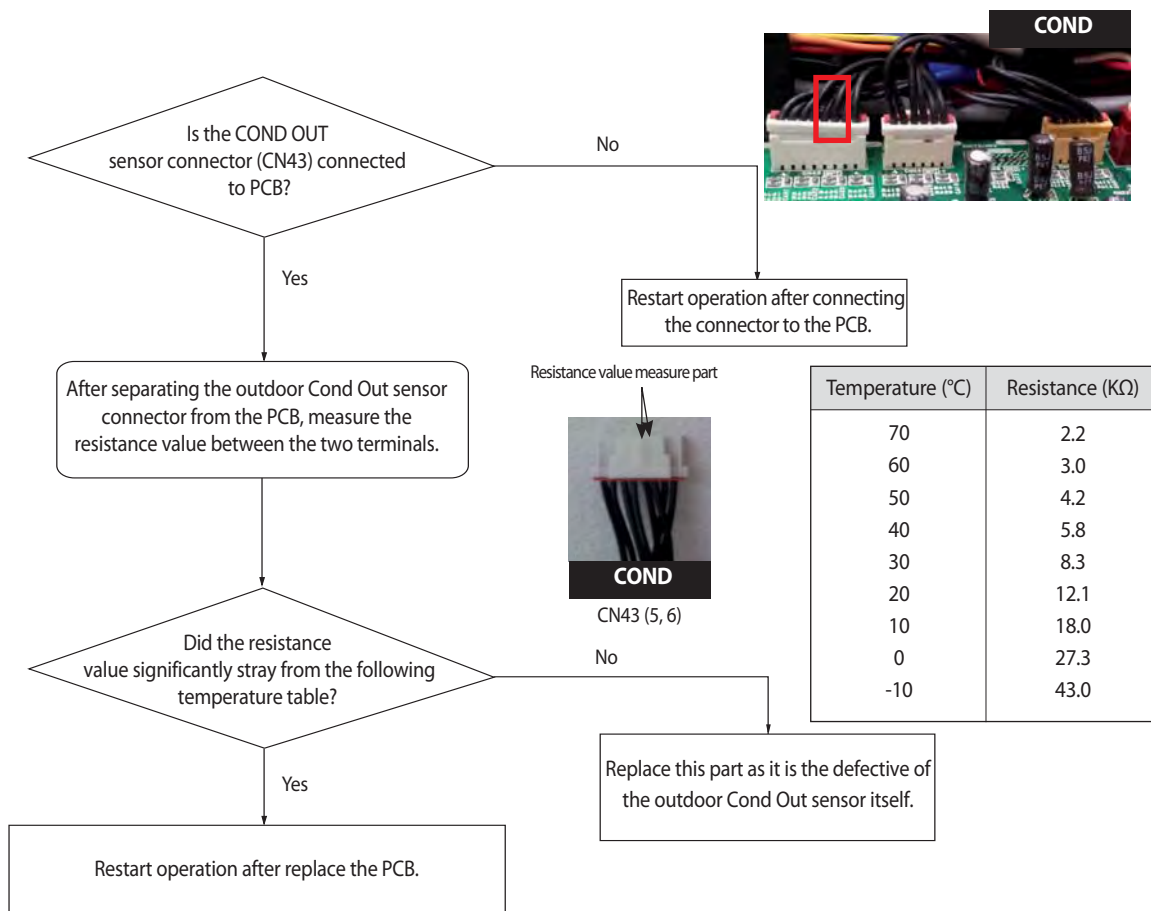 COND
Is the COND OUT
sensor connector (CN43) connected
to PCB?
No
Yes
Restart operation after connecting
the connector to the PCB.
After separating the outdoor Cond Out sensor
connector from the PCB, measure the
resistance value between the two terminals.
Resistance value measure part
COND
CN43 (5, 6)
Temperature (°C) Resistance (KΩ)
70 2.2
60 3.0
50 4.2
40 5.8
30 8.3
20 12.1
10 18.0
0 27.3
-10 43.0
Did the resistance
value significantly stray from the following
temperature table?
No
Yes
Replace this part as it is the defective of
the outdoor Cond Out sensor itself.
Restart operation after replace the PCB.